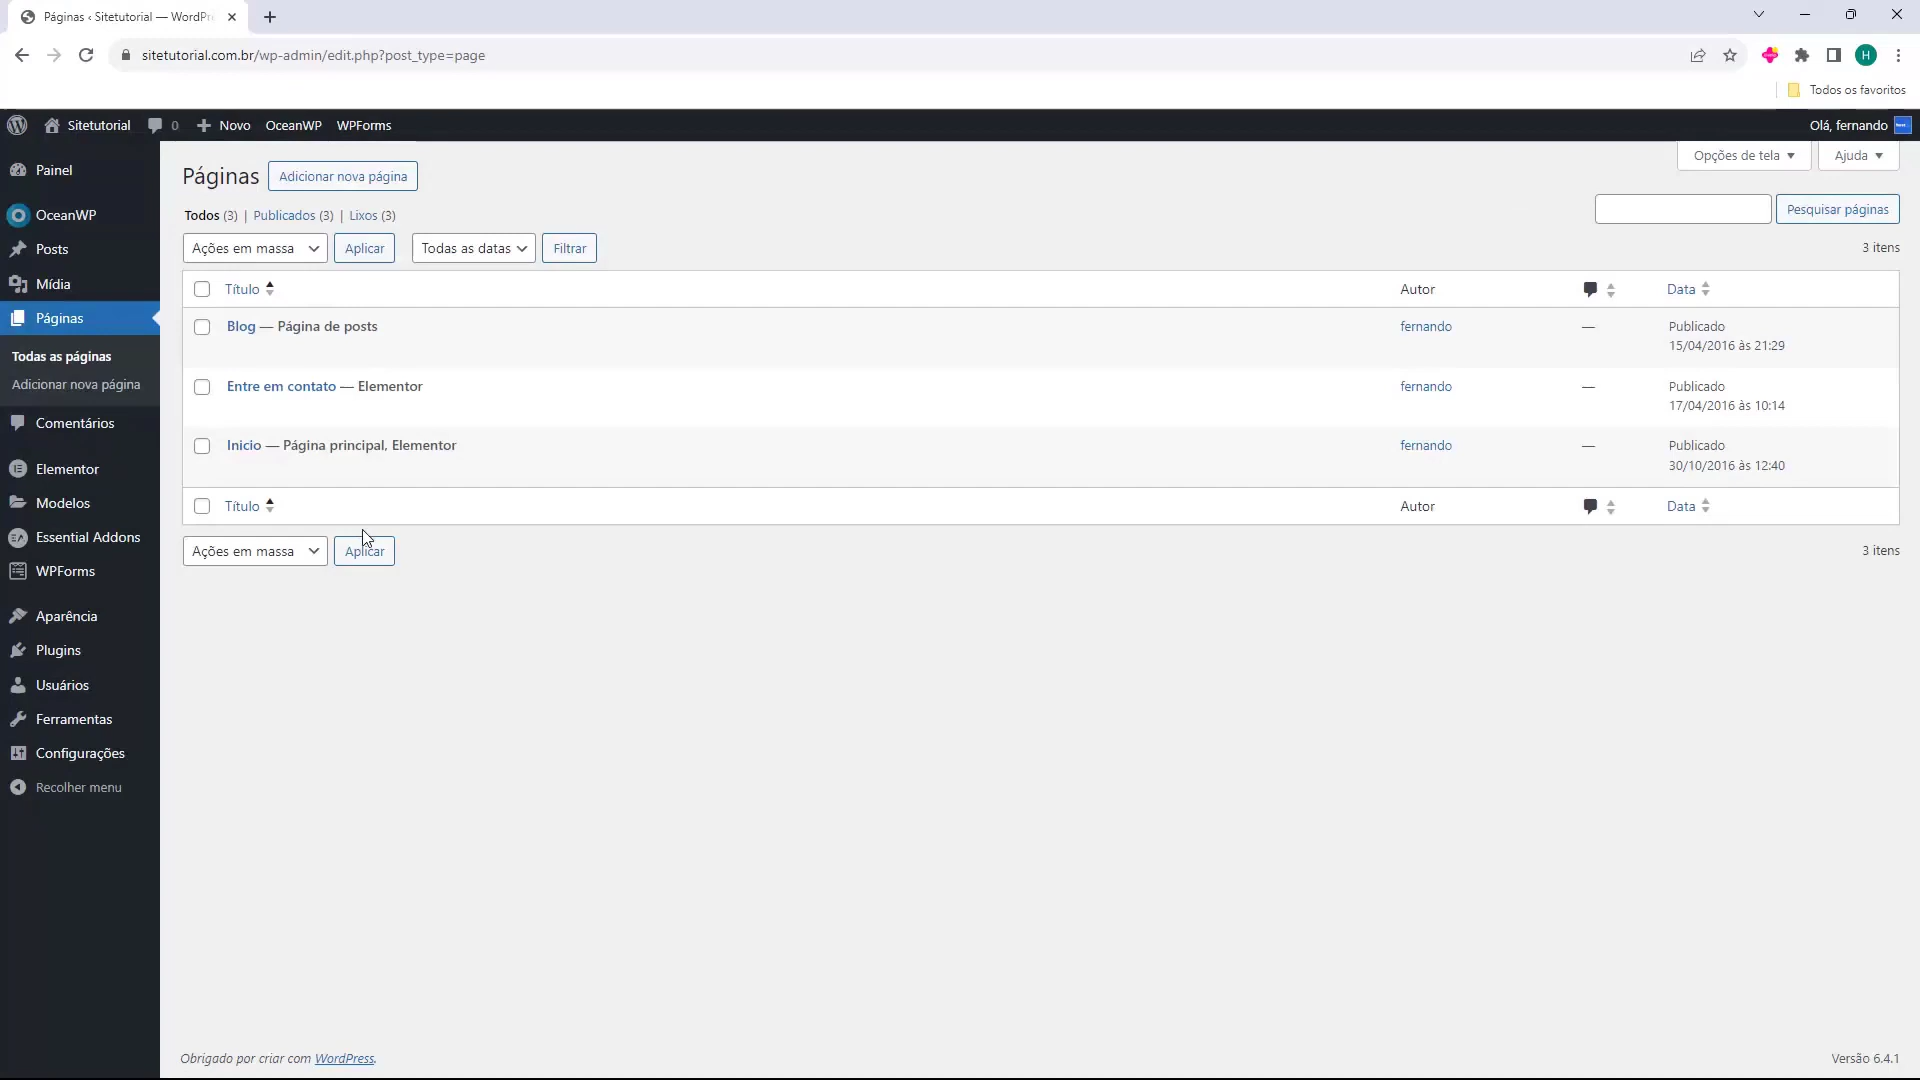 Páginas ‹ Sitetutorial — WordPr
sitetutorial.com.br/wp-admin/edit.php?post_type=page
H
Todos os favoritos
Sitetutorial 0 Novo OceanWP WPForms Olá, fernando
Painel
OceanWP
Posts
Mídia
Páginas
Todas as páginas
Adicionar nova página
Comentários
Elementor
Modelos
Essential Addons
WPForms
Aparência
Plugins
Usuários
Ferramentas
Configurações
Recolher menu
Opções de tela Ajuda
Páginas Adicionar nova página
Todos (3) | Publicados (3) | Lixos (3)
Pesquisar páginas
Ações em massa Aplicar Todas as datas Filtrar 3 itens
Título Autor Data
Blog — Página de posts fernando — Publicado
15/04/2016 às 21:29
Entre em contato — Elementor fernando — Publicado
17/04/2016 às 10:14
Inicio — Página principal, Elementor fernando — Publicado
30/10/2016 às 12:40
Título Autor Data
Ações em massa Aplicar 3 itens
Obrigado por criar com WordPress. Versão 6.4.1